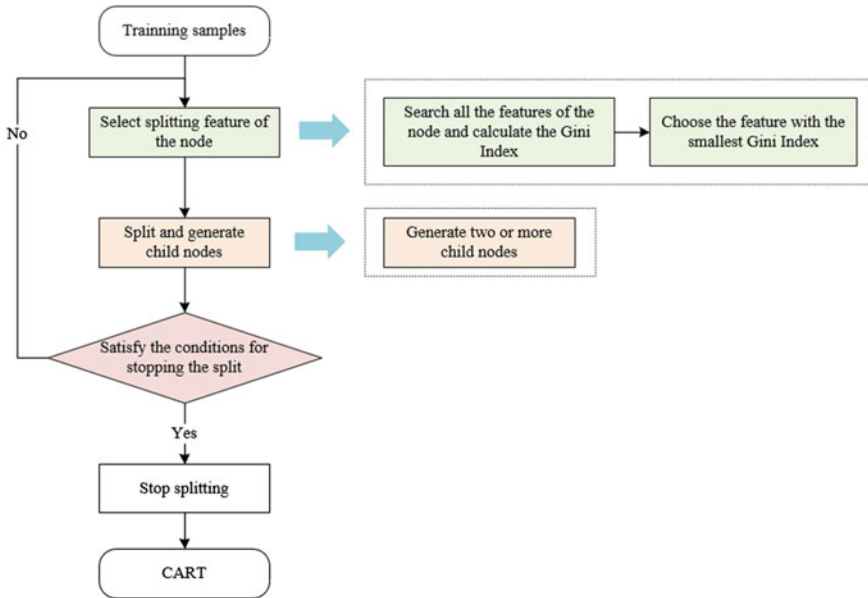 Trainning samples
No
Select splitting feature of
the node
Search all the features of the
node and calculate the Gini
Index
Choose the feature with the
smallest Gini Index
Split and generate
child nodes
Generate two or more
child nodes
Satisfy the conditions for
stopping the split
Yes
Stop splitting
CART